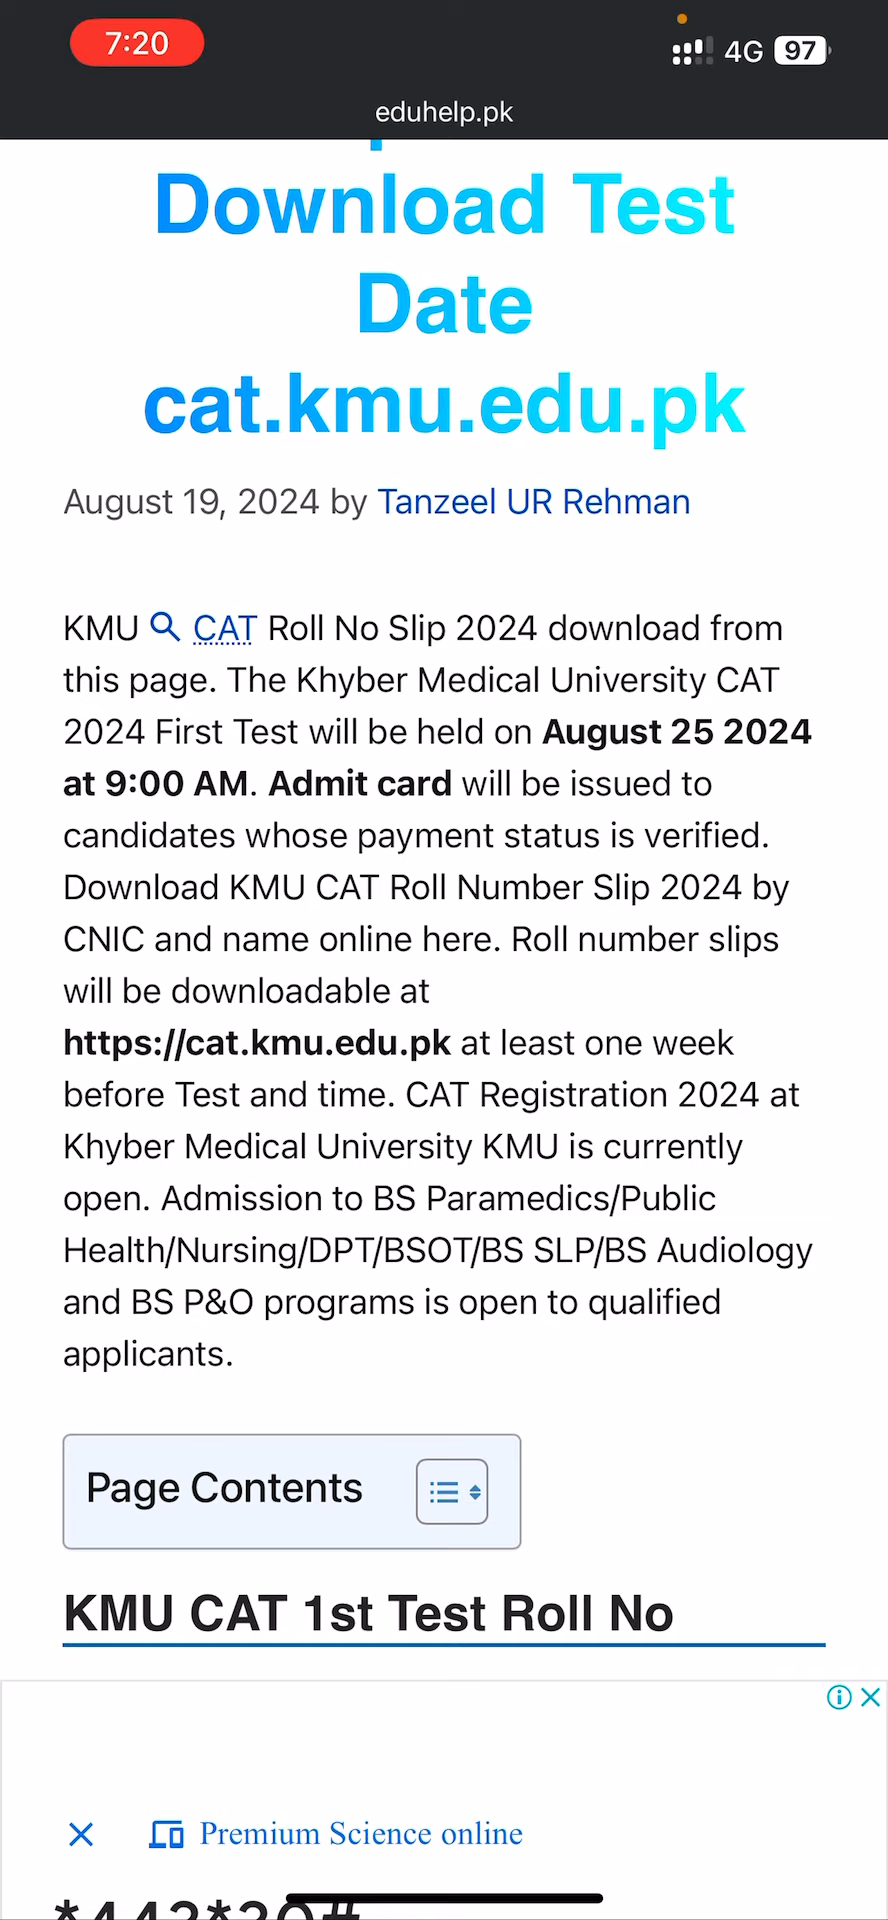 7:20
4G 97
eduhelp.pk
Download Test
Date
cat.kmu.edu.pk
August 19, 2024 by Tanzeel UR Rehman
KMU CAT Roll No Slip 2024 download from
this page. The Khyber Medical University CAT
2024 First Test will be held on August 25 2024
at 9:00 AM. Admit card will be issued to
candidates whose payment status is verified.
Download KMU CAT Roll Number Slip 2024 by
CNIC and name online here. Roll number slips
will be downloadable at
https://cat.kmu.edu.pk at least one week
before Test and time. CAT Registration 2024 at
Khyber Medical University KMU is currently
open. Admission to BS Paramedics/Public
Health/Nursing/DPT/BSOT/BS SLP/BS Audiology
and BS P&O programs is open to qualified
applicants.
Page Contents
KMU CAT 1st Test Roll No
Premium Science online